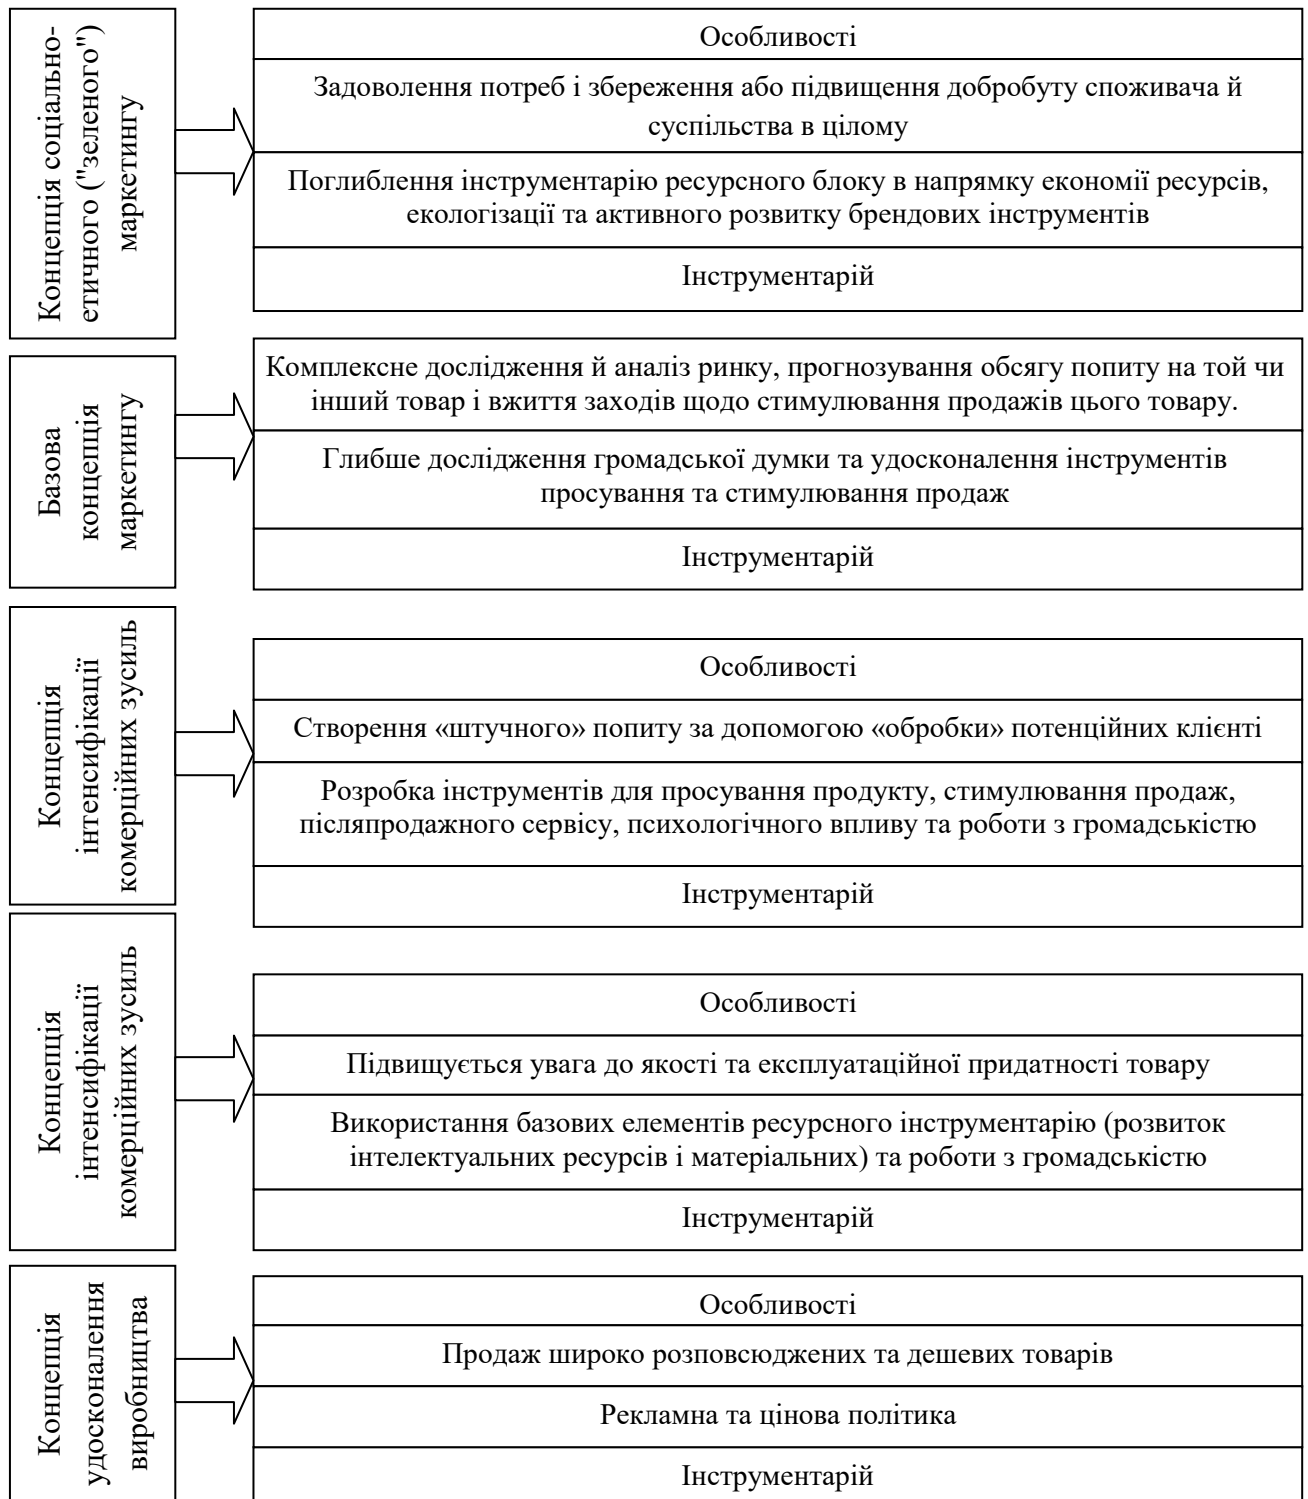 Концепція соціально-
етичного ("зеленого")
маркетингу
Особливості
Задоволення потреб і збереження або підвищення добробуту споживача й
суспільства в цілому
Поглиблення інструментарію ресурсного блоку в напрямку економії ресурсів,
екологізації та активного розвитку брендових інструментів
Інструментарій
Базова
концепція
маркетингу
Комплексне дослідження й аналіз ринку, прогнозування обсягу попиту на той чи
інший товар і вжиття заходів щодо стимулювання продажів цього товару.
Глибше дослідження громадської думки та удосконалення інструментів
просування та стимулювання продаж
Інструментарій
Концепція
інтенсифікації
комерційних зусиль
Особливості
Створення «штучного» попиту за допомогою «обробки» потенційних клієнті
Розробка інструментів для просування продукту, стимулювання продаж,
післяпродажного сервісу, психологічного впливу та роботи з громадськістю
Інструментарій
Концепція
інтенсифікації
комерційних зусиль
Особливості
Підвищується увага до якості та експлуатаційної придатності товару
Використання базових елементів ресурсного інструментарію (розвиток
інтелектуальних ресурсів і матеріальних) та роботи з громадськістю
Інструментарій
Концепція
удосконалення
виробництва
Особливості
Продаж широко розповсюджених та дешевих товарів
Рекламна та цінова політика
Інструментарій